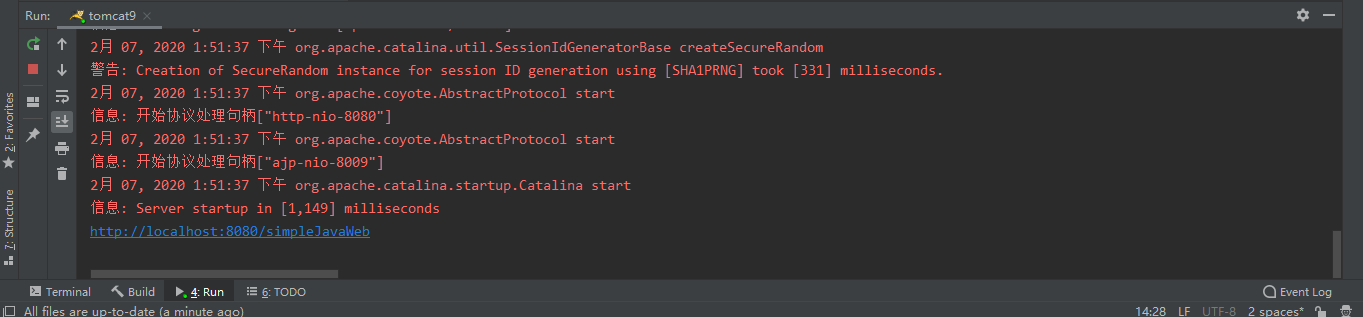 Run: tomcat9
2月 07, 2020 1:51:37 下午 org.apache.catalina.util.SessionIdGeneratorBase createSecureRandom
警告: Creation of SecureRandom instance for session ID generation using [SHA1PRNG] took [331] milliseconds.
2月 07, 2020 1:51:37 下午 org.apache.coyote.AbstractProtocol start
信息: 开始协议处理句柄["http-nio-8080"]
2月 07, 2020 1:51:37 下午 org.apache.coyote.AbstractProtocol start
信息: 开始协议处理句柄["ajp-nio-8009"]
2月 07, 2020 1:51:37 下午 org.apache.catalina.startup.Catalina start
信息: Server startup in [1,149] milliseconds
http://localhost:8080/simpleJavaWeb
2: Favorites
7: Structure
Terminal Build 4: Run 6: TODO Event Log
All files are up-to-date (a minute ago) 14:28 LF UTF-8 2 spaces*